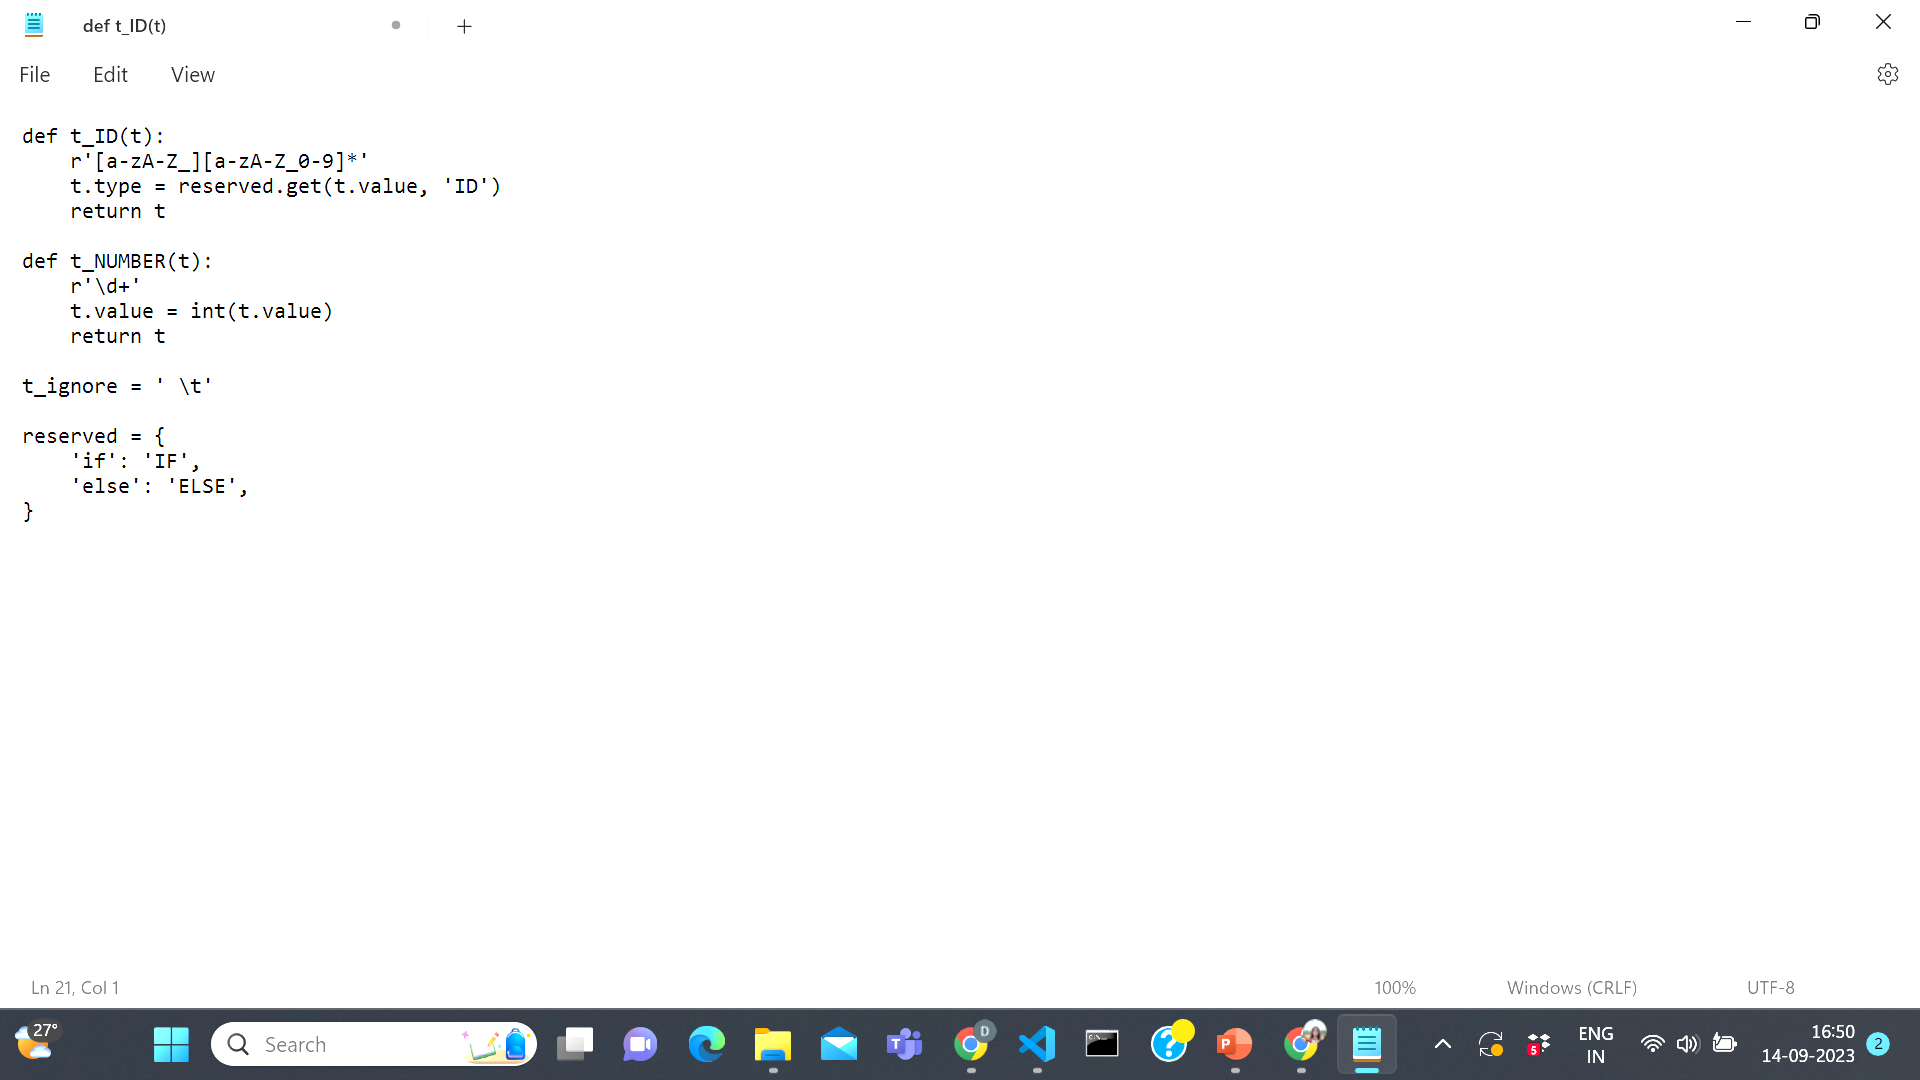 def t_ID(t)
File Edit View
def t_ID(t):
    r'[a-zA-Z_][a-zA-Z_0-9]*'
    t.type = reserved.get(t.value, 'ID')
    return t

def t_NUMBER(t):
    r'\d+'
    t.value = int(t.value)
    return t

t_ignore = ' \t'

reserved = {
    'if': 'IF',
    'else': 'ELSE',
}
Ln 21, Col 1 100% Windows (CRLF) UTF-8
27° Search D T P 5 ENG IN 16:50 14-09-2023 2